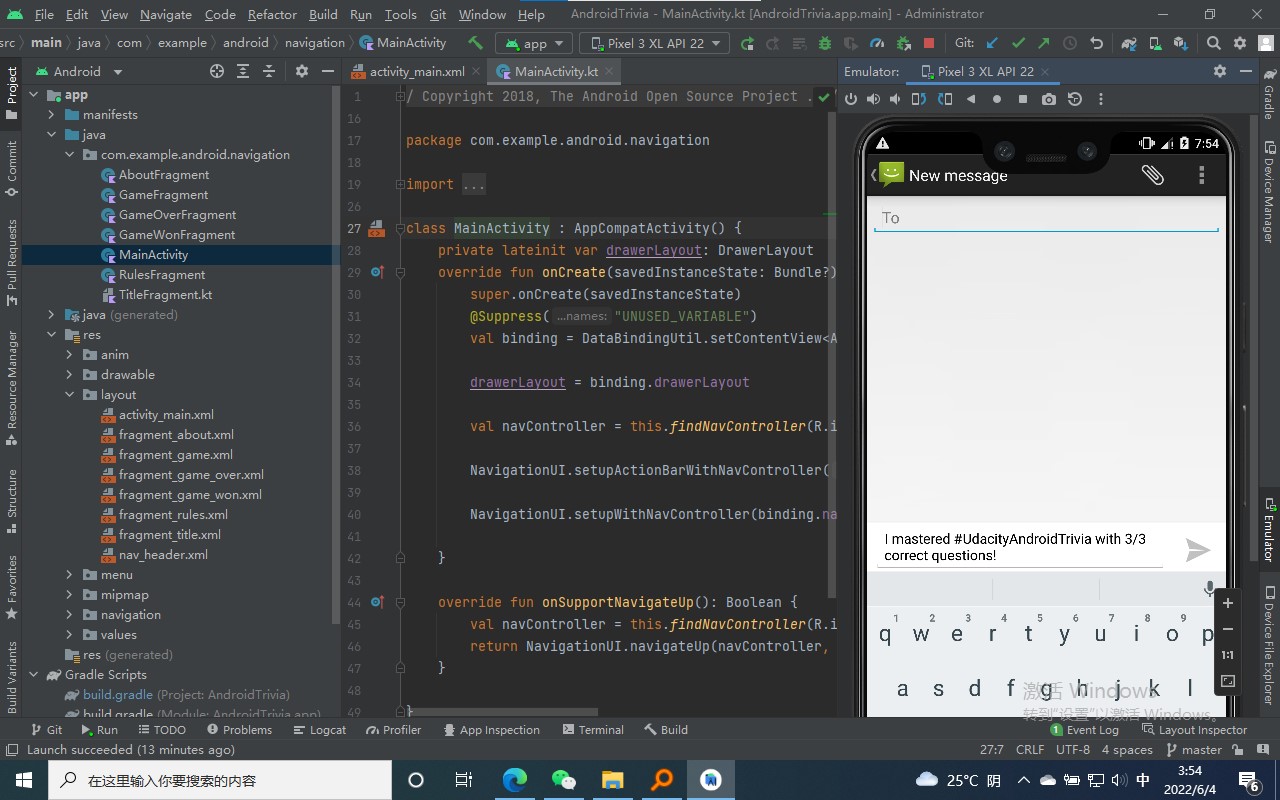 File Edit View Navigate Code Refactor Build Run Tools Git Window Help AndroidTrivia - MainActivity.kt [AndroidTrivia.app.main] - Administrator
src main java com example android navigation MainActivity app Pixel 3 XL API 22 Git:
Android
activity_main.xml MainActivity.kt
Emulator: Pixel 3 XL API 22
Project
Commit
Pull Requests
Resource Manager
Structure
Favorites
Build Variants
app
manifests
java
com.example.android.navigation
AboutFragment
GameFragment
GameOverFragment
GameWonFragment
MainActivity
RulesFragment
TitleFragment.kt
java (generated)
res
anim
drawable
layout
activity_main.xml
fragment_about.xml
fragment_game.xml
fragment_game_over.xml
fragment_game_won.xml
fragment_rules.xml
fragment_title.xml
nav_header.xml
menu
mipmap
navigation
values
res (generated)
Gradle Scripts
build.gradle (Project: AndroidTrivia)
build.gradle (Module: AndroidTrivia.app)
1 / Copyright 2018, The Android Open Source Project ...
16
17 package com.example.android.navigation
18
19 import ...
26
27 class MainActivity : AppCompatActivity() {
28 private lateinit var drawerLayout: DrawerLayout
29 override fun onCreate(savedInstanceState: Bundle?)
30 super.onCreate(savedInstanceState)
31 @Suppress( ...names: "UNUSED_VARIABLE")
32 val binding = DataBindingUtil.setContentView<A
33
34 drawerLayout = binding.drawerLayout
35
36 val navController = this.findNavController(R.i
37
38 NavigationUI.setupActionBarWithNavController(
39
40 NavigationUI.setupWithNavController(binding.na
41
42 }
43
44 override fun onSupportNavigateUp(): Boolean {
45 val navController = this.findNavController(R.i
46 return NavigationUI.navigateUp(navController,
47 }
48
49 }
7:54
New message
To
I mastered #UdacityAndroidTrivia with 3/3
correct questions!
1 2 3 4 5 6 7 8 9 0
q w e r t y u i o p
a s d f g h j k l
+
−
1:1
激活 Windows
转到"设置"以激活 Windows。
Gradle
Device Manager
Emulator
Device File Explorer
Git Run TODO Problems Logcat Profiler App Inspection Terminal Build 1 Event Log Layout Inspector
Launch succeeded (13 minutes ago) 27:7 CRLF UTF-8 4 spaces master
在这里输入你要搜索的内容 25°C 阴 中 3:54
2022/6/4 6